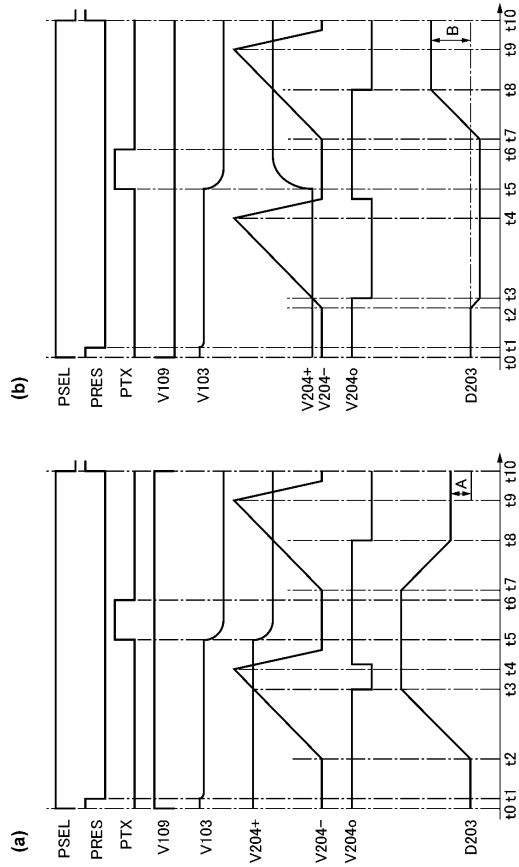 (a)
PSEL
PRES
PTX
V109
V103
V204+
V204−
V204o
D203
A
t0 t1 t2 t3 t4 t5 t6 t7 t8 t9 t10
(b)
PSEL
PRES
PTX
V109
V103
V204+
V204−
V204o
D203
B
t0 t1 t2 t3 t4 t5 t6 t7 t8 t9 t10